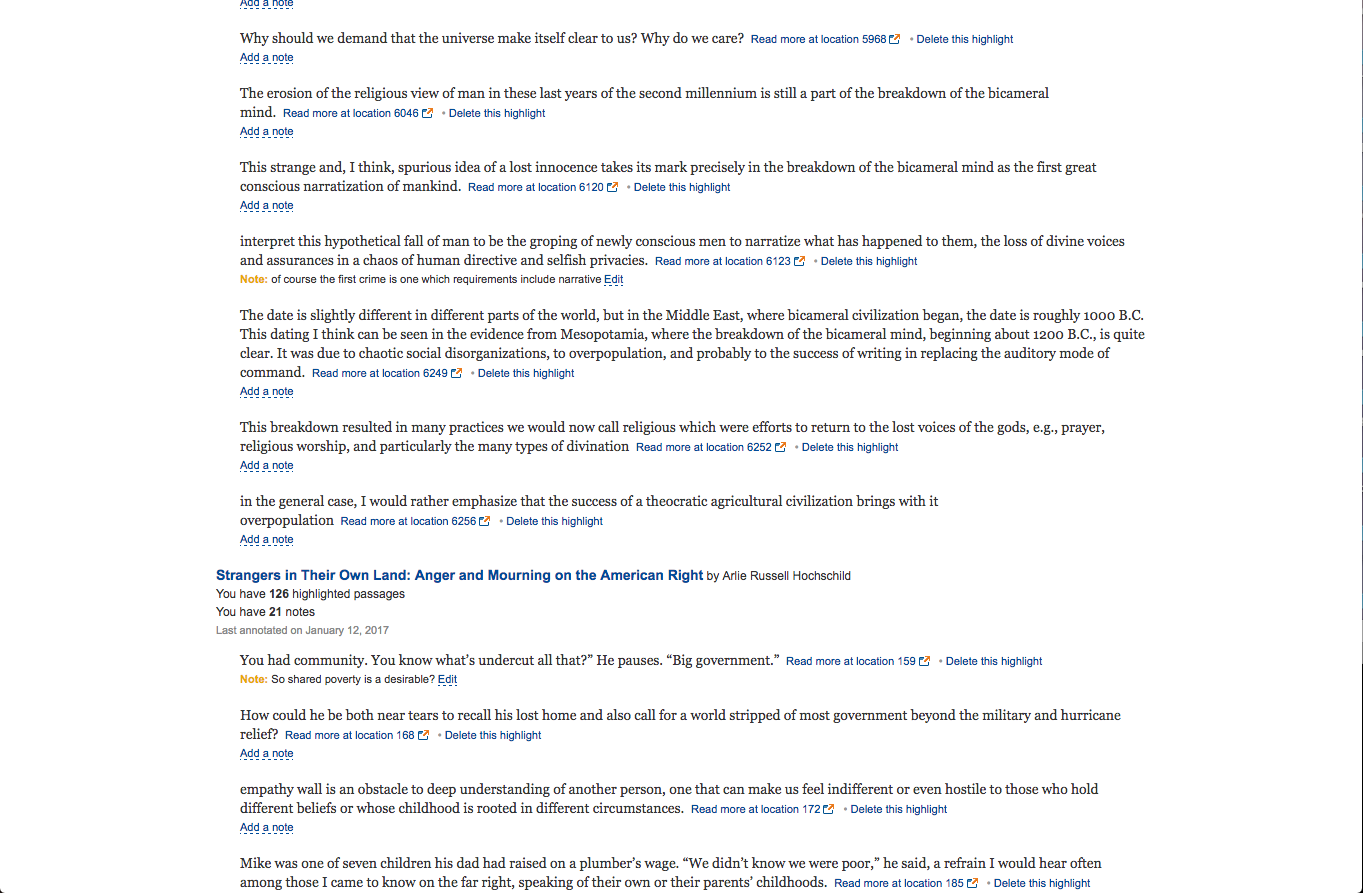 Add a note
Why should we demand that the universe make itself clear to us? Why do we care? Read more at location 5968 • Delete this highlight
Add a note
The erosion of the religious view of man in these last years of the second millennium is still a part of the breakdown of the bicameral
mind. Read more at location 6046 • Delete this highlight
Add a note
This strange and, I think, spurious idea of a lost innocence takes its mark precisely in the breakdown of the bicameral mind as the first great
conscious narratization of mankind. Read more at location 6120 • Delete this highlight
Add a note
interpret this hypothetical fall of man to be the groping of newly conscious men to narratize what has happened to them, the loss of divine voices
and assurances in a chaos of human directive and selfish privacies. Read more at location 6123 • Delete this highlight
Note: of course the first crime is one which requirements include narrative Edit
The date is slightly different in different parts of the world, but in the Middle East, where bicameral civilization began, the date is roughly 1000 B.C.
This dating I think can be seen in the evidence from Mesopotamia, where the breakdown of the bicameral mind, beginning about 1200 B.C., is quite
clear. It was due to chaotic social disorganizations, to overpopulation, and probably to the success of writing in replacing the auditory mode of
command. Read more at location 6249 • Delete this highlight
Add a note
This breakdown resulted in many practices we would now call religious which were efforts to return to the lost voices of the gods, e.g., prayer,
religious worship, and particularly the many types of divination Read more at location 6252 • Delete this highlight
Add a note
in the general case, I would rather emphasize that the success of a theocratic agricultural civilization brings with it
overpopulation Read more at location 6256 • Delete this highlight
Add a note
Strangers in Their Own Land: Anger and Mourning on the American Right by Arlie Russell Hochschild
You have 126 highlighted passages
You have 21 notes
Last annotated on January 12, 2017
You had community. You know what's undercut all that?” He pauses. “Big government.” Read more at location 159 • Delete this highlight
Note: So shared poverty is a desirable? Edit
How could he be both near tears to recall his lost home and also call for a world stripped of most government beyond the military and hurricane
relief? Read more at location 168 • Delete this highlight
Add a note
empathy wall is an obstacle to deep understanding of another person, one that can make us feel indifferent or even hostile to those who hold
different beliefs or whose childhood is rooted in different circumstances. Read more at location 172 • Delete this highlight
Add a note
Mike was one of seven children his dad had raised on a plumber's wage. “We didn't know we were poor,” he said, a refrain I would hear often
among those I came to know on the far right, speaking of their own or their parents' childhoods. Read more at location 185 • Delete this highlight